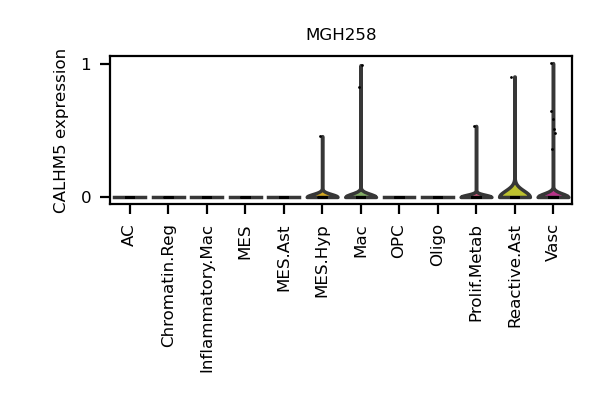 MGH258
CALHM5 expression
1
0
AC
Chromatin.Reg
Inflammatory.Mac
MES
MES.Ast
MES.Hyp
Mac
OPC
Oligo
Prolif.Metab
Reactive.Ast
Vasc